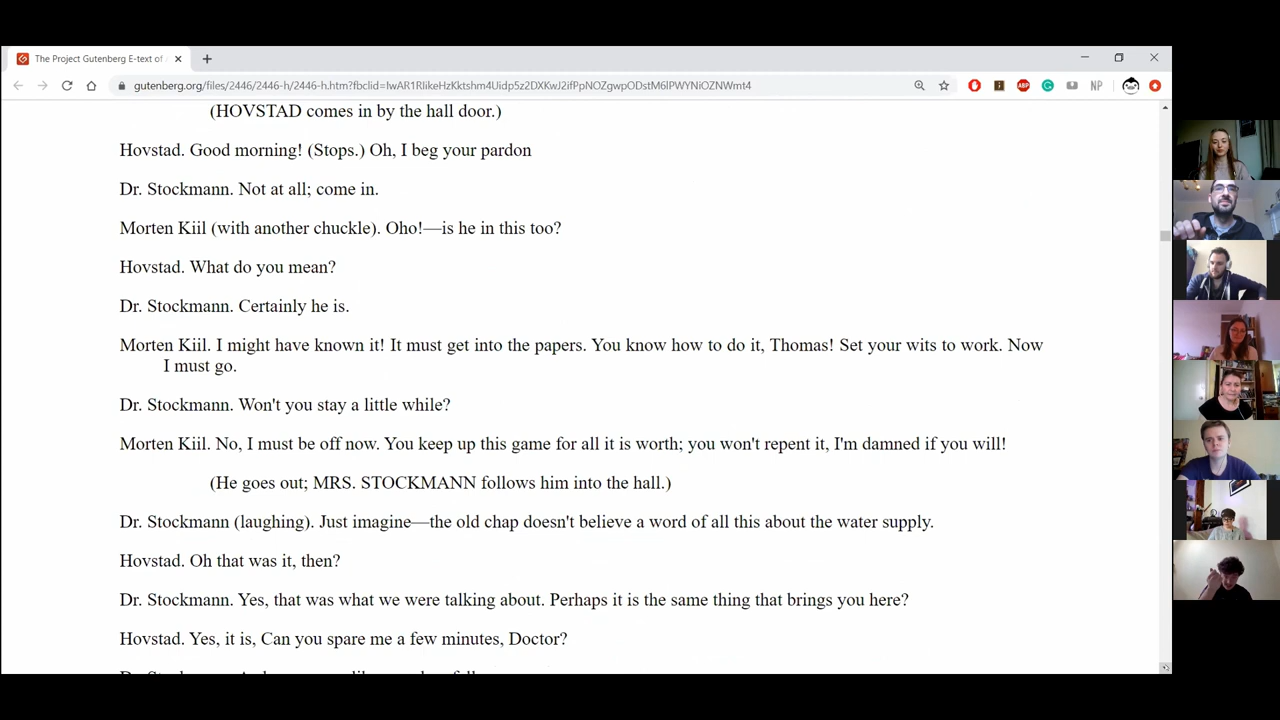 The Project Gutenberg E-text of
gutenberg.org/files/2446/2446-h/2446-h.htm?fbclid=IwAR1RIikeHzKktshm4Uidp5z2DXKwJ2ifPpNOZgwpODstM6lPWYNiOZNWmt4
ABP
NP
(HOVSTAD comes in by the hall door.)
Hovstad. Good morning! (Stops.) Oh, I beg your pardon
Dr. Stockmann. Not at all; come in.
Morten Kiil (with another chuckle). Oho!—is he in this too?
Hovstad. What do you mean?
Dr. Stockmann. Certainly he is.
Morten Kiil. I might have known it! It must get into the papers. You know how to do it, Thomas! Set your wits to work. Now
I must go.
Dr. Stockmann. Won't you stay a little while?
Morten Kiil. No, I must be off now. You keep up this game for all it is worth; you won't repent it, I'm damned if you will!
(He goes out; MRS. STOCKMANN follows him into the hall.)
Dr. Stockmann (laughing). Just imagine—the old chap doesn't believe a word of all this about the water supply.
Hovstad. Oh that was it, then?
Dr. Stockmann. Yes, that was what we were talking about. Perhaps it is the same thing that brings you here?
Hovstad. Yes, it is, Can you spare me a few minutes, Doctor?